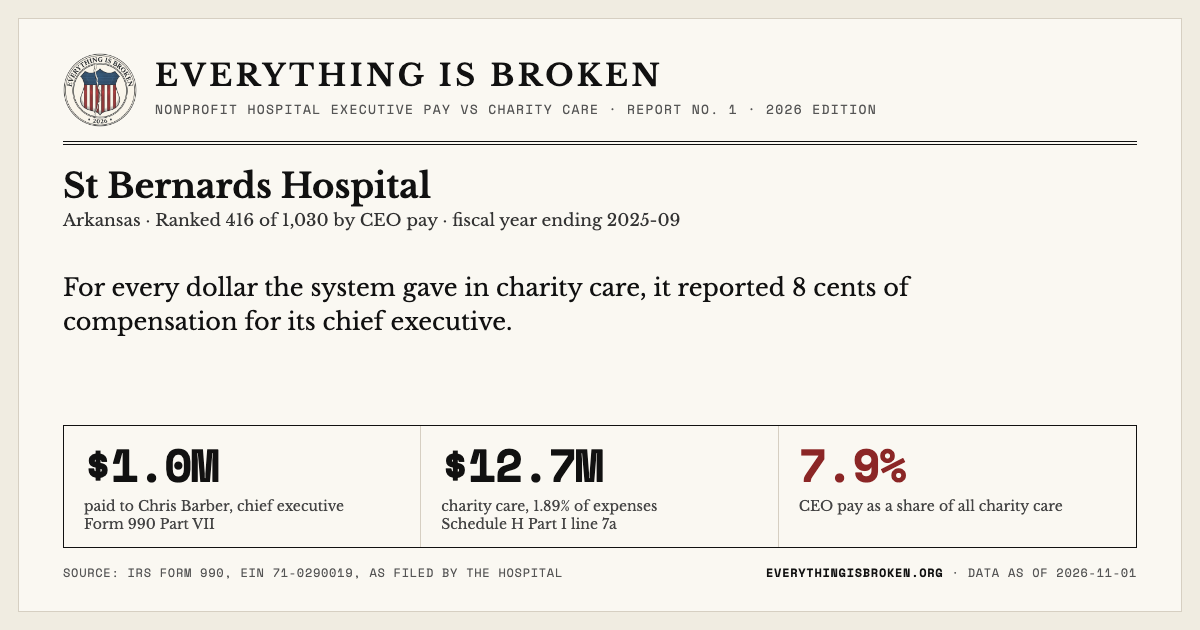 EVERYTHING IS BROKEN
· 2026 ·
EVERYTHING IS BROKEN
NONPROFIT HOSPITAL EXECUTIVE PAY VS CHARITY CARE · REPORT NO. 1 · 2026 EDITION
St Bernards Hospital
Arkansas · Ranked 416 of 1,030 by CEO pay · fiscal year ending 2025-09
For every dollar the system gave in charity care, it reported 8 cents of
compensation for its chief executive.
$1.0M
paid to Chris Barber, chief executive
Form 990 Part VII
$12.7M
charity care, 1.89% of expenses
Schedule H Part I line 7a
7.9%
CEO pay as a share of all charity care
SOURCE: IRS FORM 990, EIN 71-0290019, AS FILED BY THE HOSPITAL
EVERYTHINGISBROKEN.ORG · DATA AS OF 2026-11-01